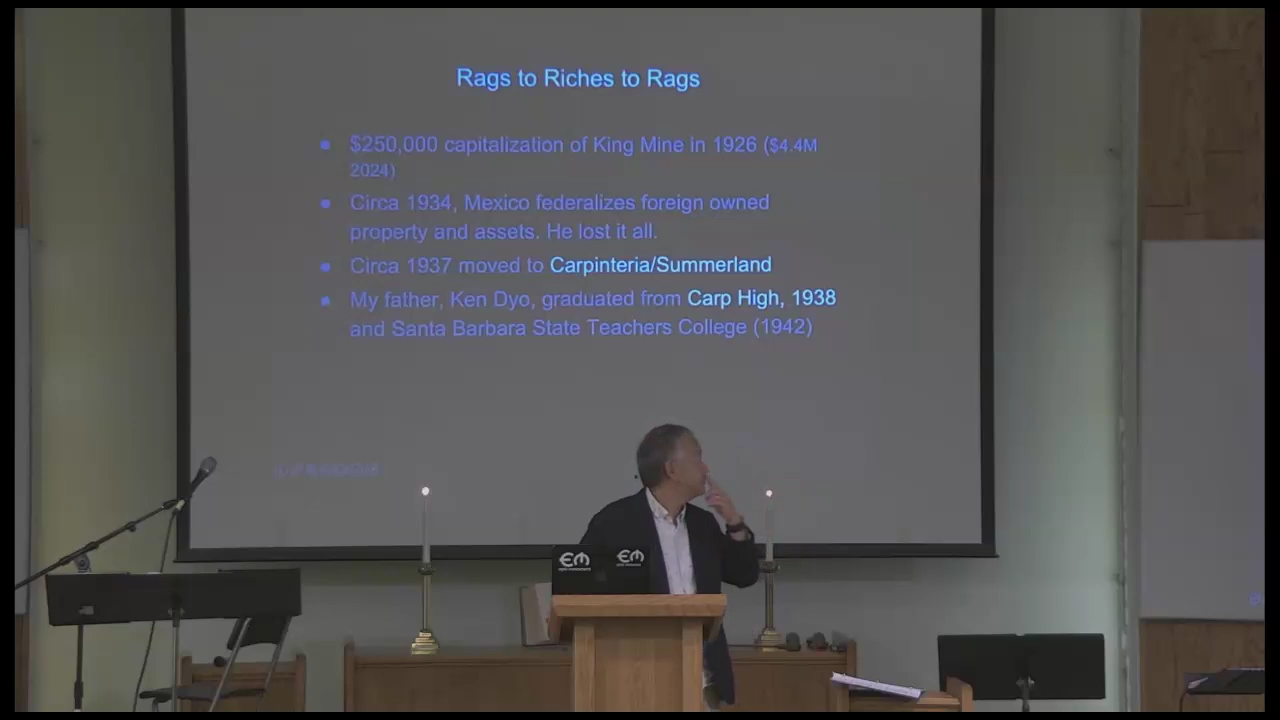 Rags to Riches to Rags
• $250,000 capitalization of King Mine in 1926 ($4.4M
2024)
• Circa 1934, Mexico federalizes foreign owned
property and assets. He lost it all.
• Circa 1937 moved to Carpinteria/Summerland
• My father, Ken Dyo, graduated from Carp High, 1938
and Santa Barbara State Teachers College (1942)
EM
EM